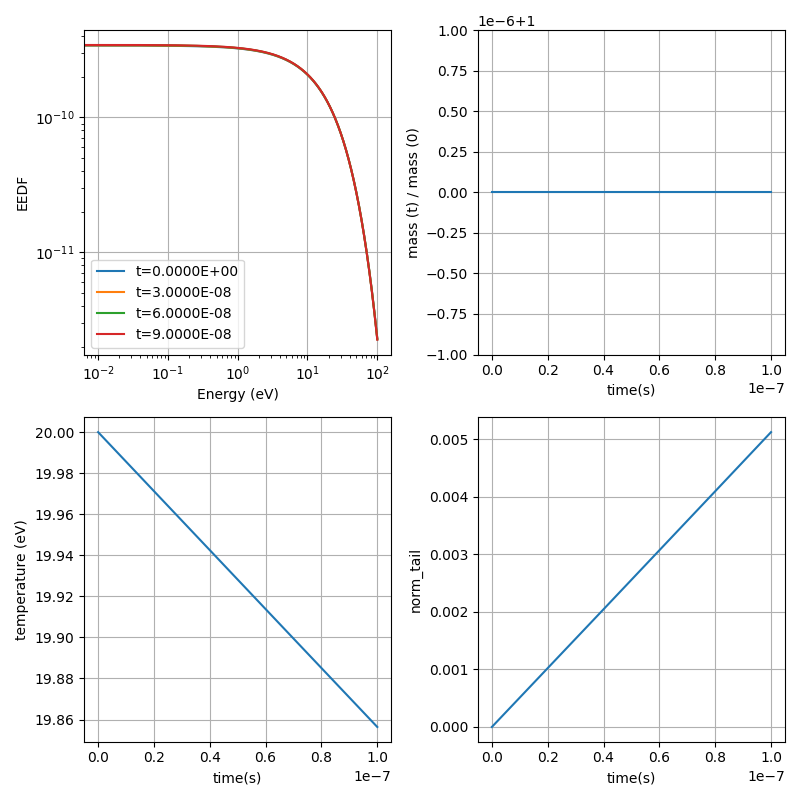 EEDF
10⁻¹⁰
10⁻¹¹
t=0.0000E+00
t=3.0000E-08
t=6.0000E-08
t=9.0000E-08
10⁻² 10⁻¹ 10⁰ 10¹ 10²
Energy (eV)
1e−6+1
mass (t) / mass (0)
1.00
0.75
0.50
0.25
0.00
−0.25
−0.50
−0.75
−1.00
0.0 0.2 0.4 0.6 0.8 1.0
time(s)
1e−7
temperature (eV)
20.00
19.98
19.96
19.94
19.92
19.90
19.88
19.86
0.0 0.2 0.4 0.6 0.8 1.0
time(s)
1e−7
norm_tail
0.005
0.004
0.003
0.002
0.001
0.000
0.0 0.2 0.4 0.6 0.8 1.0
time(s)
1e−7